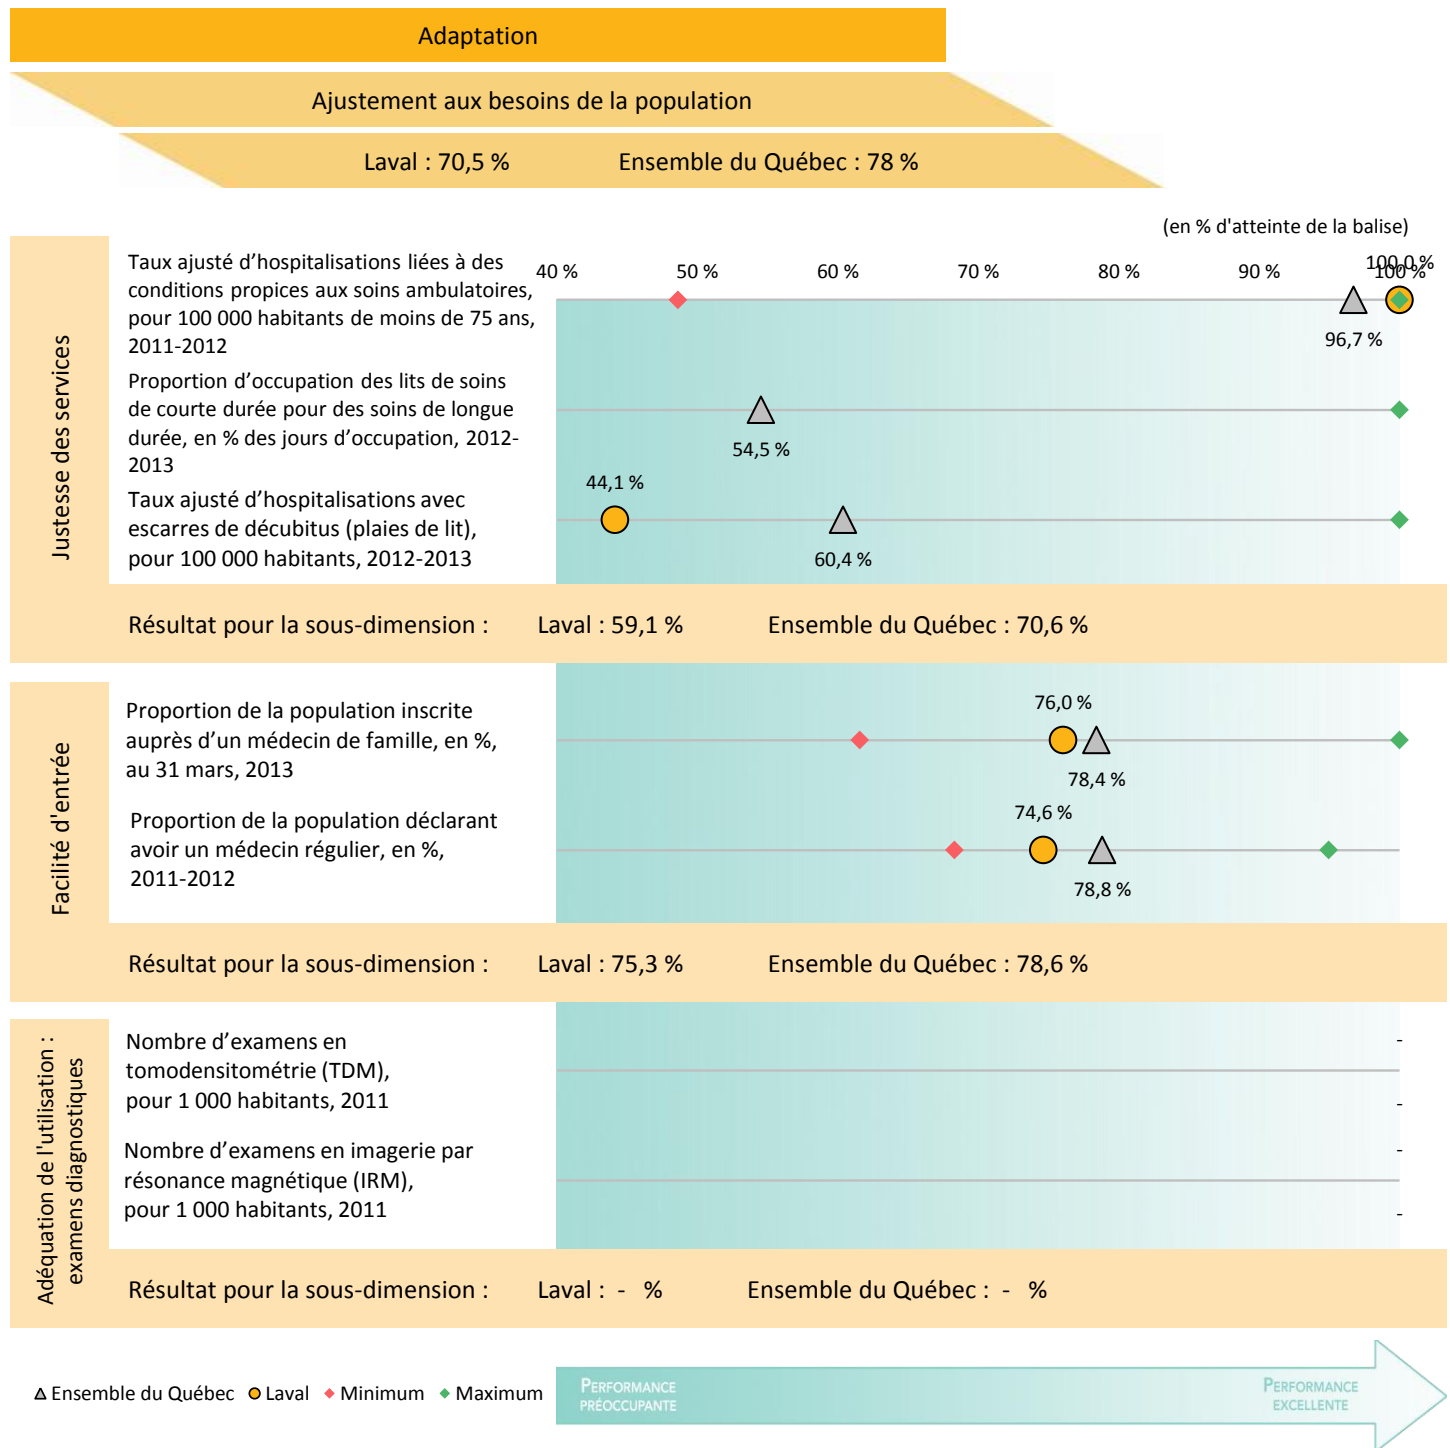 Adaptation
Ajustement aux besoins de la population
Laval : 70,5 % Ensemble du Québec : 78 %
(en % d'atteinte de la balise)
40 % 50 % 60 % 70 % 80 % 90 % 100 %
Justesse des services
Taux ajusté d’hospitalisations liées à des
conditions propices aux soins ambulatoires,
pour 100 000 habitants de moins de 75 ans,
2011-2012
100,0 %
96,7 %
Proportion d’occupation des lits de soins
de courte durée pour des soins de longue
durée, en % des jours d’occupation, 2012-
2013
54,5 %
Taux ajusté d’hospitalisations avec
escarres de décubitus (plaies de lit),
pour 100 000 habitants, 2012-2013
44,1 %
60,4 %
Résultat pour la sous-dimension : Laval : 59,1 % Ensemble du Québec : 70,6 %
Facilité d'entrée
Proportion de la population inscrite
auprès d’un médecin de famille, en %,
au 31 mars, 2013
76,0 %
78,4 %
Proportion de la population déclarant
avoir un médecin régulier, en %,
2011-2012
74,6 %
78,8 %
Résultat pour la sous-dimension : Laval : 75,3 % Ensemble du Québec : 78,6 %
Adéquation de l'utilisation :
examens diagnostiques
Nombre d’examens en
tomodensitométrie (TDM),
pour 1 000 habitants, 2011
-
-
Nombre d’examens en imagerie par
résonance magnétique (IRM),
pour 1 000 habitants, 2011
-
-
Résultat pour la sous-dimension : Laval : - % Ensemble du Québec : - %
Ensemble du Québec Laval Minimum Maximum
PERFORMANCE
PRÉOCCUPANTE
PERFORMANCE
EXCELLENTE